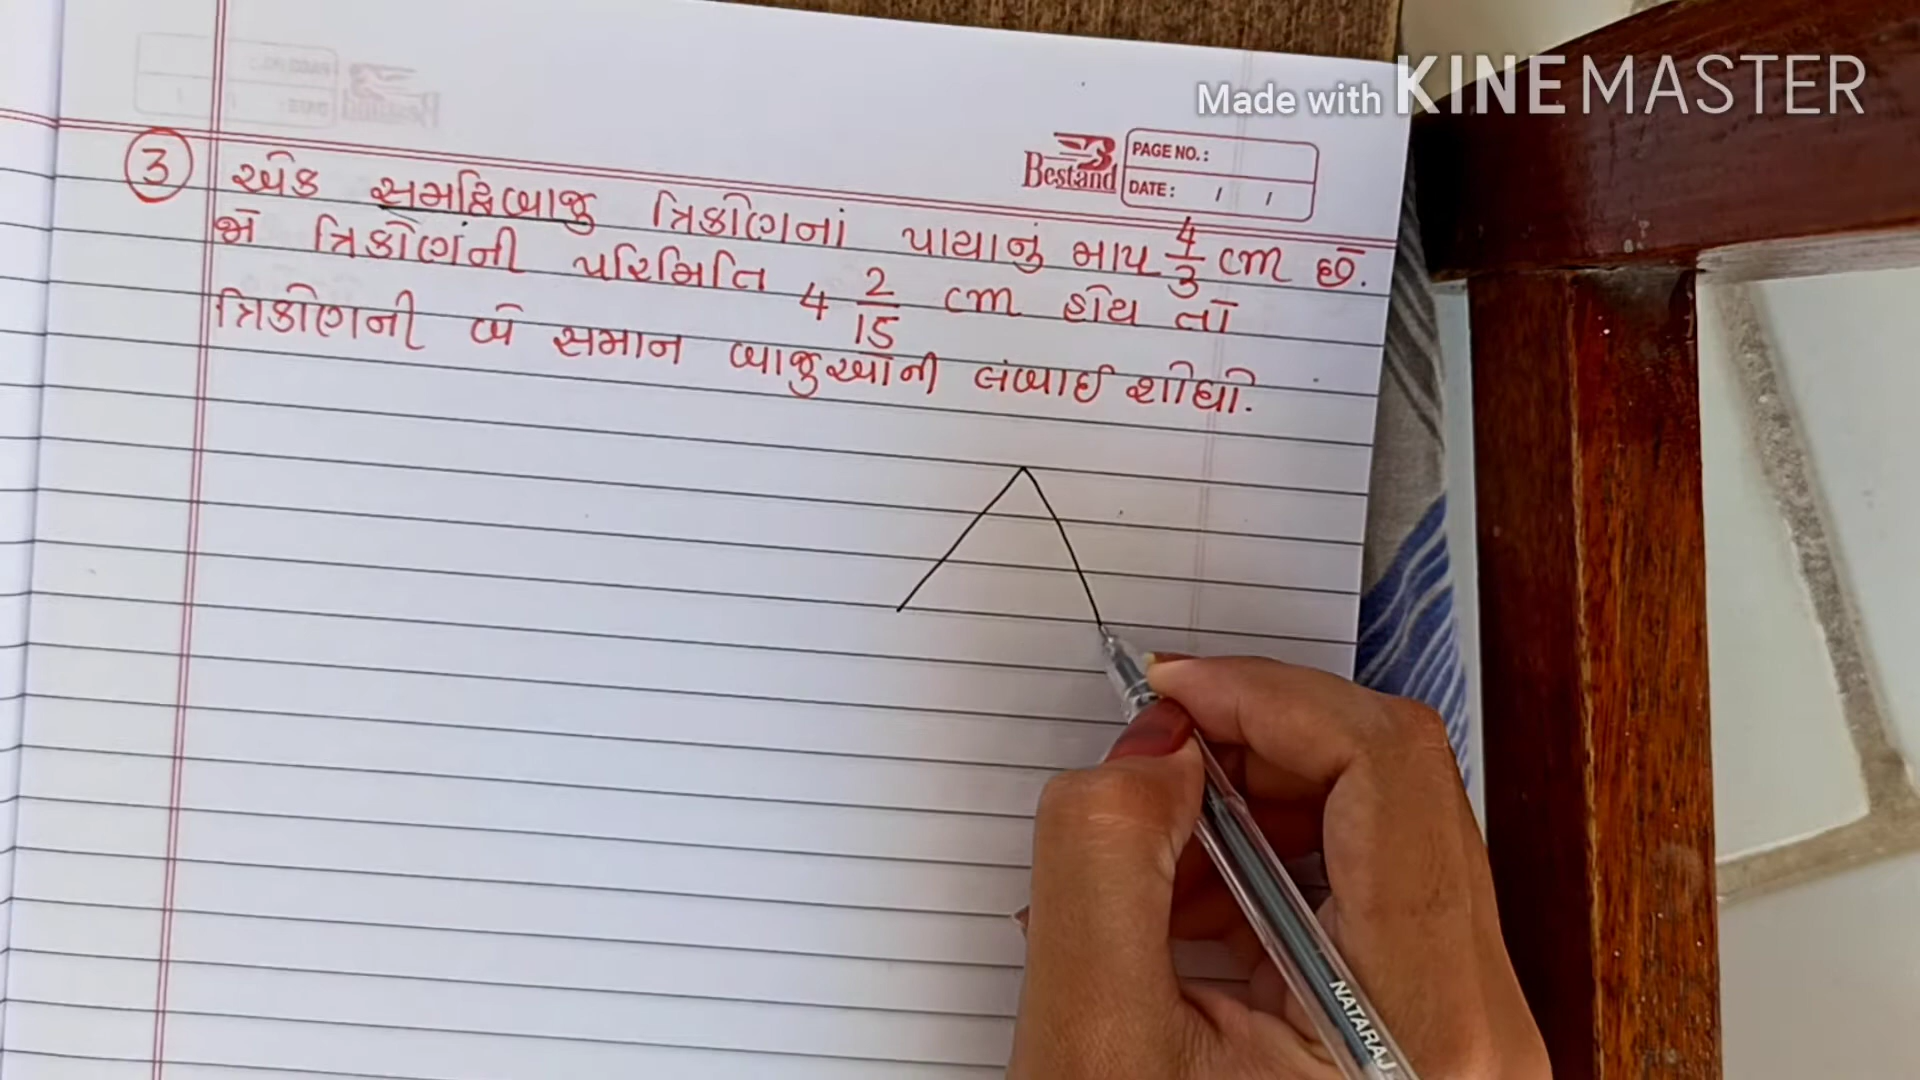 Made with KINEMASTER
Bestand
PAGE NO.:
DATE: / /
3 એક સમદ્વિબાજુ ત્રિકોણનાં પાયાનું માપ 4/3 cm છે.
જો ત્રિકોણની પરિમિતિ 4 2/15 cm હોય તો
ત્રિકોણની બે સમાન બાજુઓની લંબાઈ શોધો.
NATARAJ